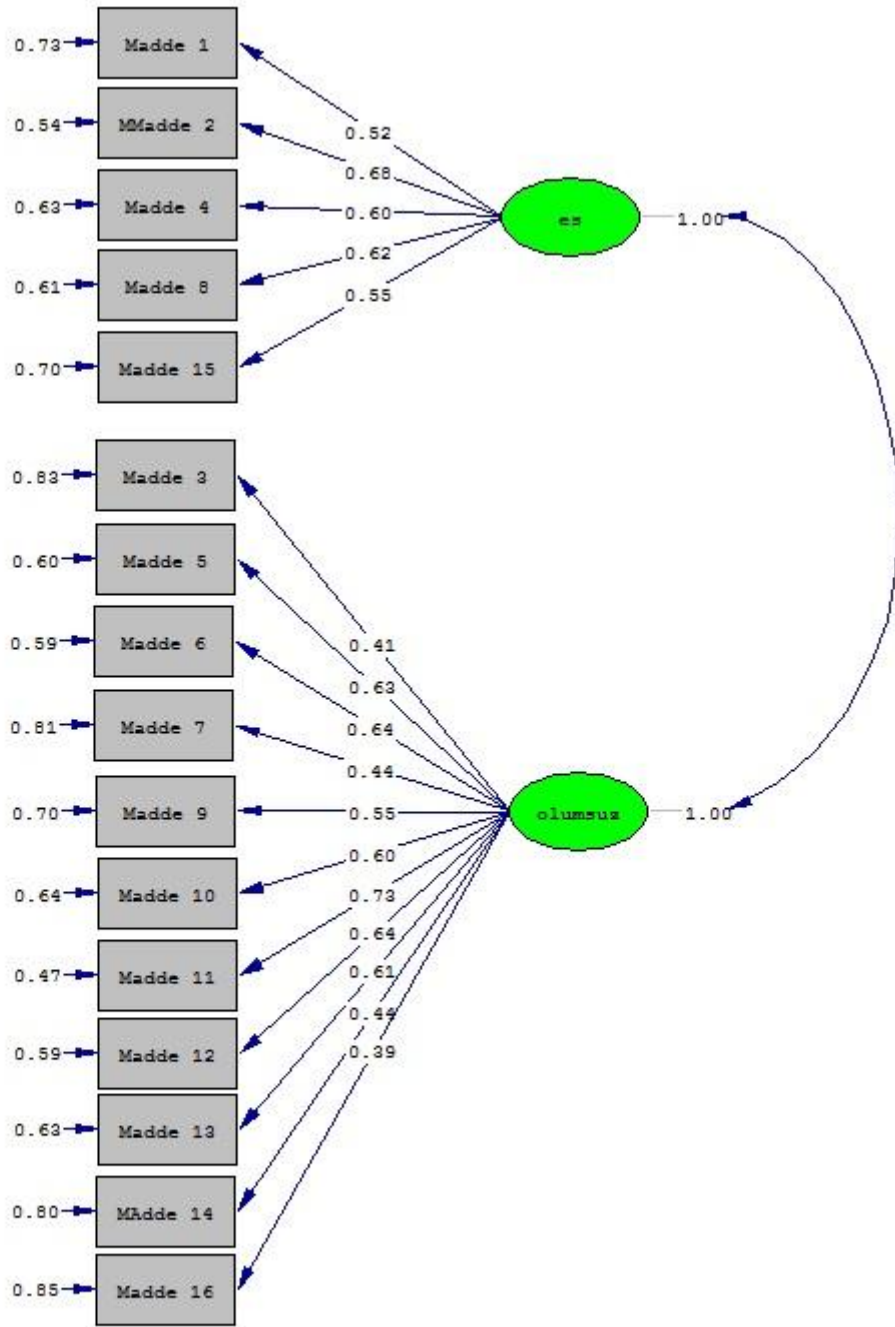 0.73 Madde 1
0.52
0.54 MMadde 2
0.68
0.63 Madde 4
0.60
es 1.00
0.62
0.61 Madde 8
0.55
0.70 Madde 15
0.83 Madde 3
0.60 Madde 5
0.59 Madde 6
0.41
0.63
0.64
0.81 Madde 7
0.44
0.70 Madde 9
0.55
olumsuz 1.00
0.60
0.64 Madde 10
0.73
0.64
0.47 Madde 11
0.61
0.44
0.59 Madde 12
0.39
0.63 Madde 13
0.80 MAdde 14
0.85 Madde 16